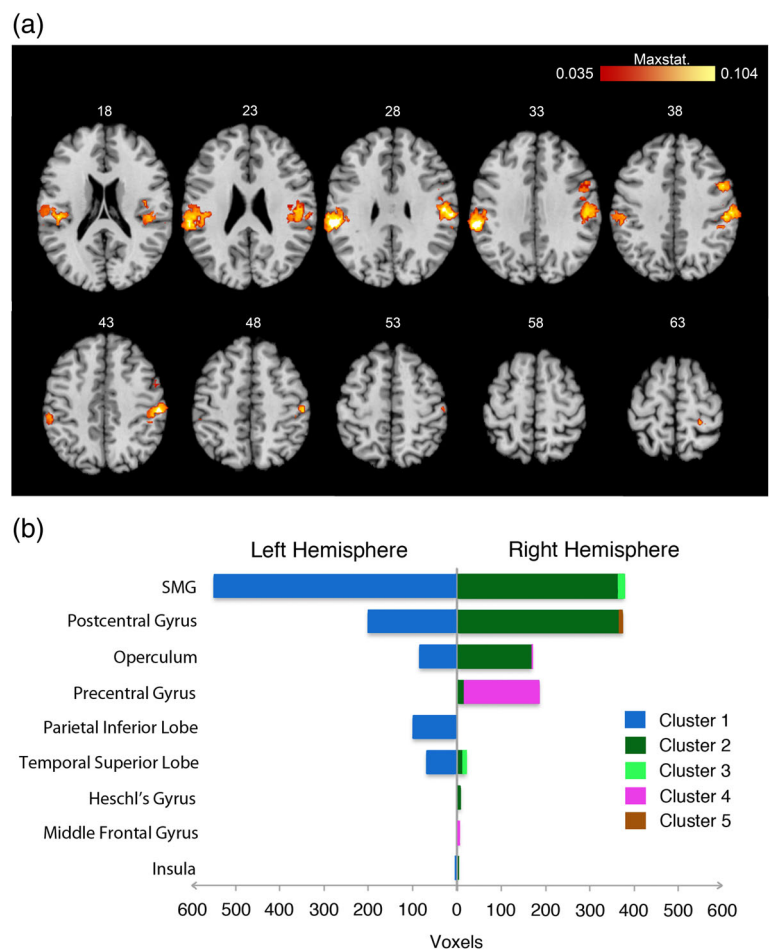 (a)
Maxstat.
0.035 0.104
18 23 28 33 38
43 48 53 58 63
(b)
Left Hemisphere Right Hemisphere
SMG
Postcentral Gyrus
Operculum
Precentral Gyrus
Parietal Inferior Lobe
Temporal Superior Lobe
Heschl's Gyrus
Middle Frontal Gyrus
Insula
Cluster 1
Cluster 2
Cluster 3
Cluster 4
Cluster 5
600 500 400 300 200 100 0 100 200 300 400 500 600
Voxels